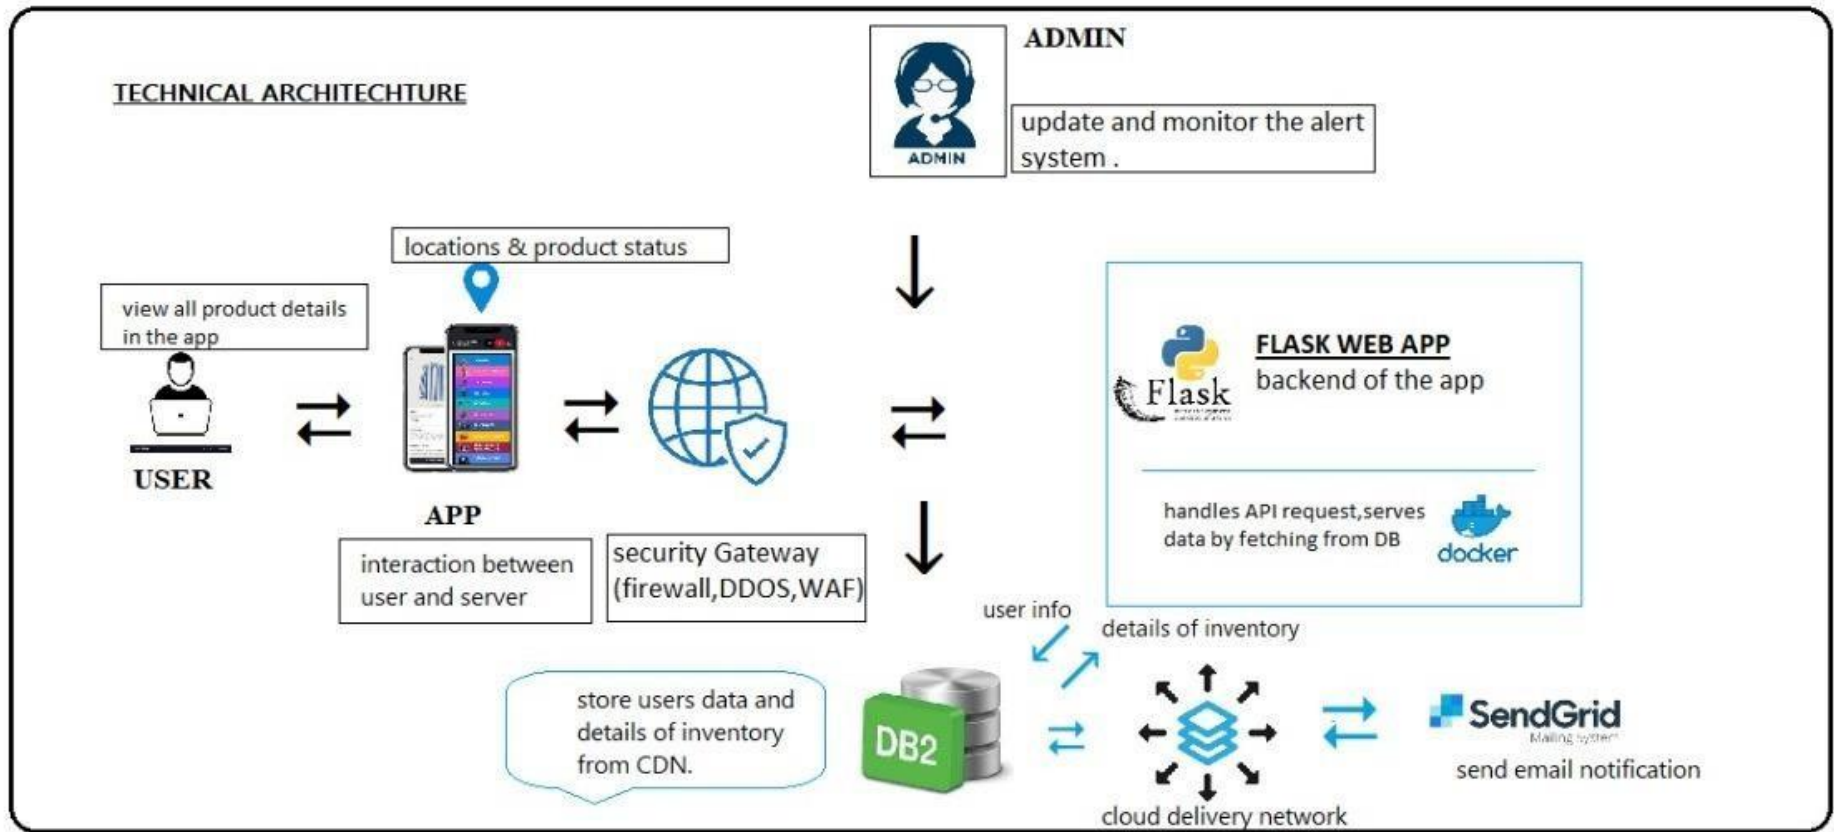 TECHNICAL ARCHITECHTURE
ADMIN
ADMIN
update and monitor the alert
system .
locations & product status
view all product details
in the app
USER
APP
interaction between
user and server
security Gateway
(firewall,DDOS,WAF)
Flask
FLASK WEB APP
backend of the app
handles API request,serves
data by fetching from DB
docker
user info
details of inventory
store users data and
details of inventory
from CDN.
DB2
cloud delivery network
SendGrid
Mailing system
send email notification